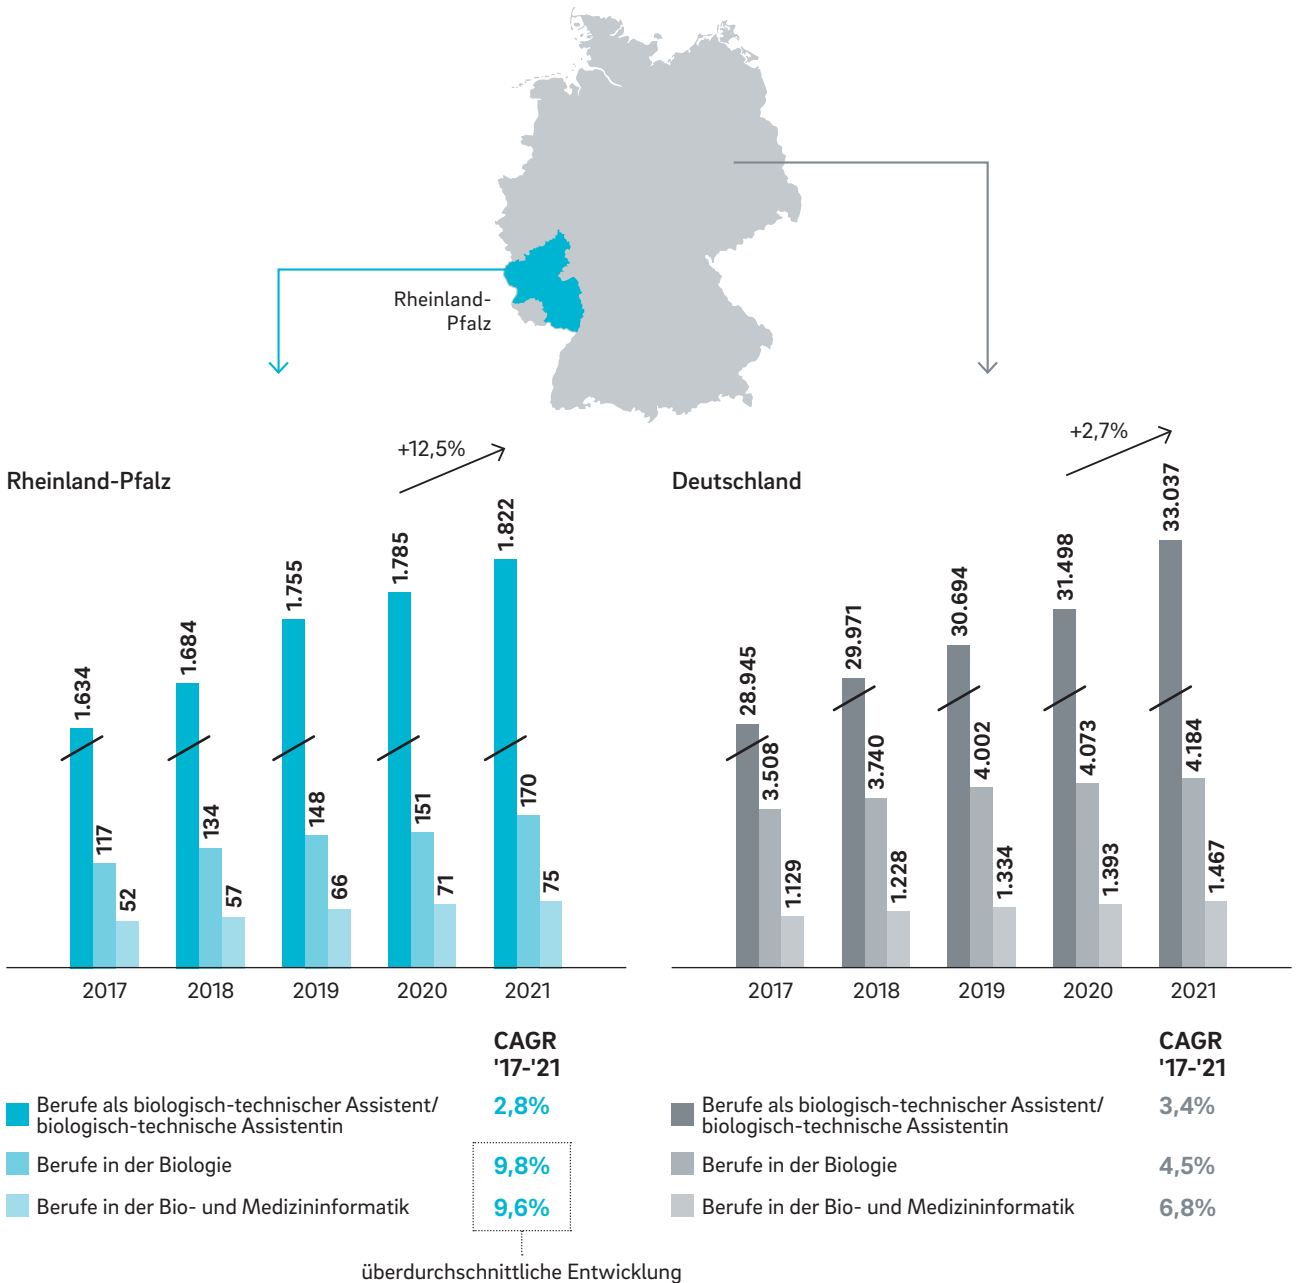 Rheinland-
Pfalz
+12,5%
+2,7%
Rheinland-Pfalz
Deutschland
1.634
117
52
1.684
134
57
1.755
148
66
1.785
151
71
1.822
170
75
28.945
3.508
1.129
29.971
3.740
1.228
30.694
4.002
1.334
31.498
4.073
1.393
33.037
4.184
1.467
2017 2018 2019 2020 2021
2017 2018 2019 2020 2021
CAGR
'17-'21
Berufe als biologisch-technischer Assistent/
biologisch-technische Assistentin
2,8%
Berufe in der Biologie
9,8%
Berufe in der Bio- und Medizininformatik
9,6%
überdurchschnittliche Entwicklung
CAGR
'17-'21
Berufe als biologisch-technischer Assistent/
biologisch-technische Assistentin
3,4%
Berufe in der Biologie
4,5%
Berufe in der Bio- und Medizininformatik
6,8%